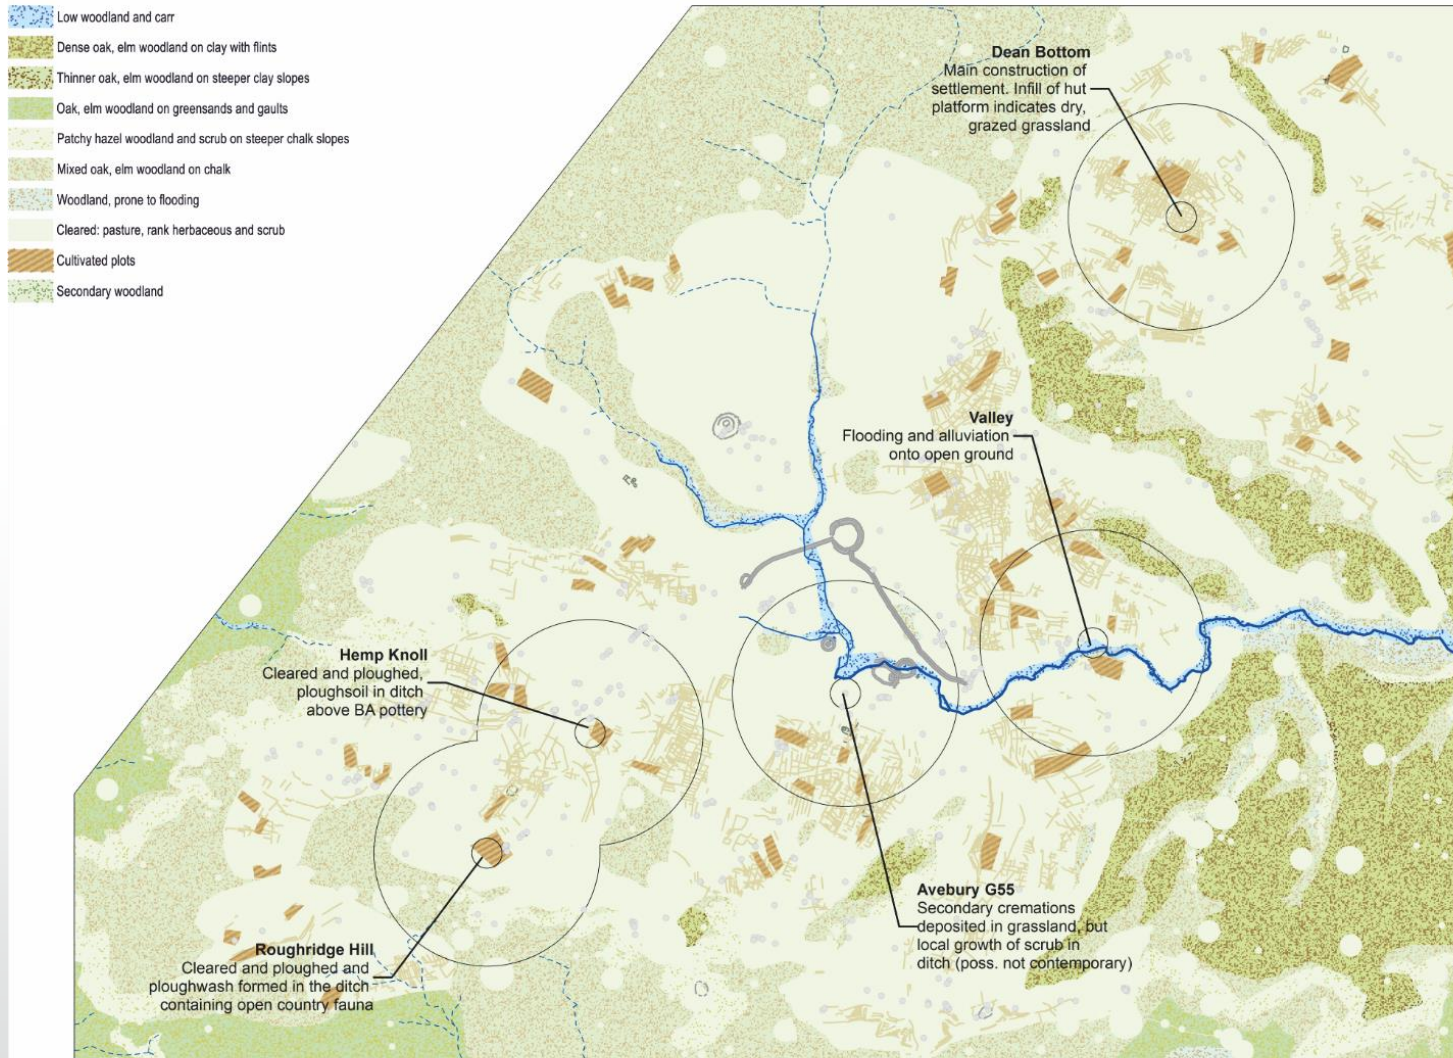 Low woodland and carr
Dense oak, elm woodland on clay with flints
Thinner oak, elm woodland on steeper clay slopes
Oak, elm woodland on greensands and gaults
Patchy hazel woodland and scrub on steeper chalk slopes
Mixed oak, elm woodland on chalk
Woodland, prone to flooding
Cleared: pasture, rank herbaceous and scrub
Cultivated plots
Secondary woodland
Dean Bottom
Main construction of
settlement. Infill of hut
platform indicates dry,
grazed grassland
Valley
Flooding and alluviation
onto open ground
Hemp Knoll
Cleared and ploughed,
ploughsoil in ditch
above BA pottery
Avebury G55
Secondary cremations
deposited in grassland, but
local growth of scrub in
ditch (poss. not contemporary)
Roughridge Hill
Cleared and ploughed and
ploughwash formed in the ditch
containing open country fauna